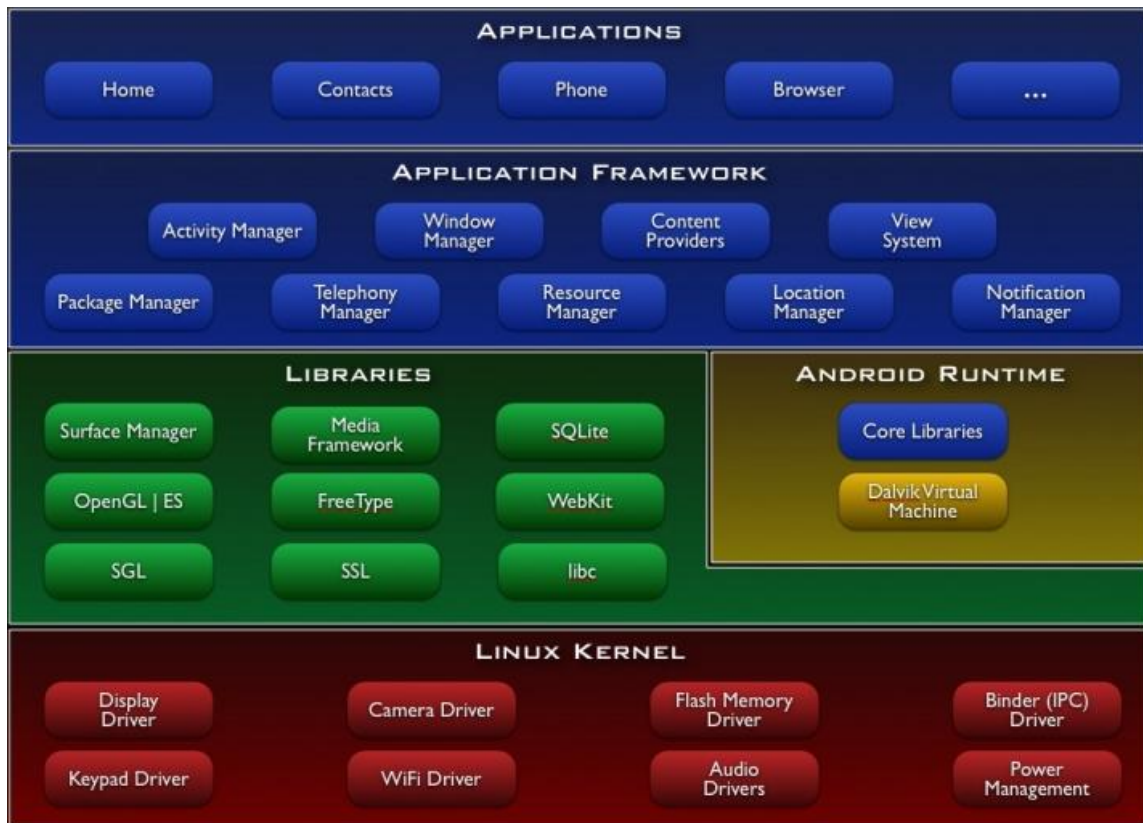 APPLICATIONS
Home
Contacts
Phone
Browser
...
APPLICATION FRAMEWORK
Activity Manager
Window
Manager
Content
Providers
View
System
Package Manager
Telephony
Manager
Resource
Manager
Location
Manager
Notification
Manager
LIBRARIES
Surface Manager
Media
Framework
SQLite
OpenGL | ES
FreeType
WebKit
SGL
SSL
libc
ANDROID RUNTIME
Core Libraries
Dalvik Virtual
Machine
LINUX KERNEL
Display
Driver
Camera Driver
Flash Memory
Driver
Binder (IPC)
Driver
Keypad Driver
WiFi Driver
Audio
Drivers
Power
Management